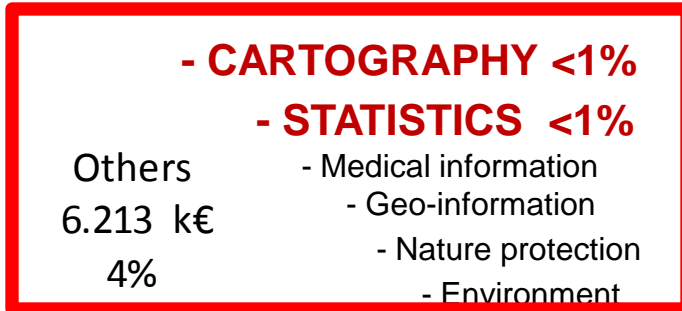 - CARTOGRAPHY <1%
- STATISTICS <1%
Others
6.213 k€
4%
- Medical information
- Geo-information
- Nature protection
- Environment